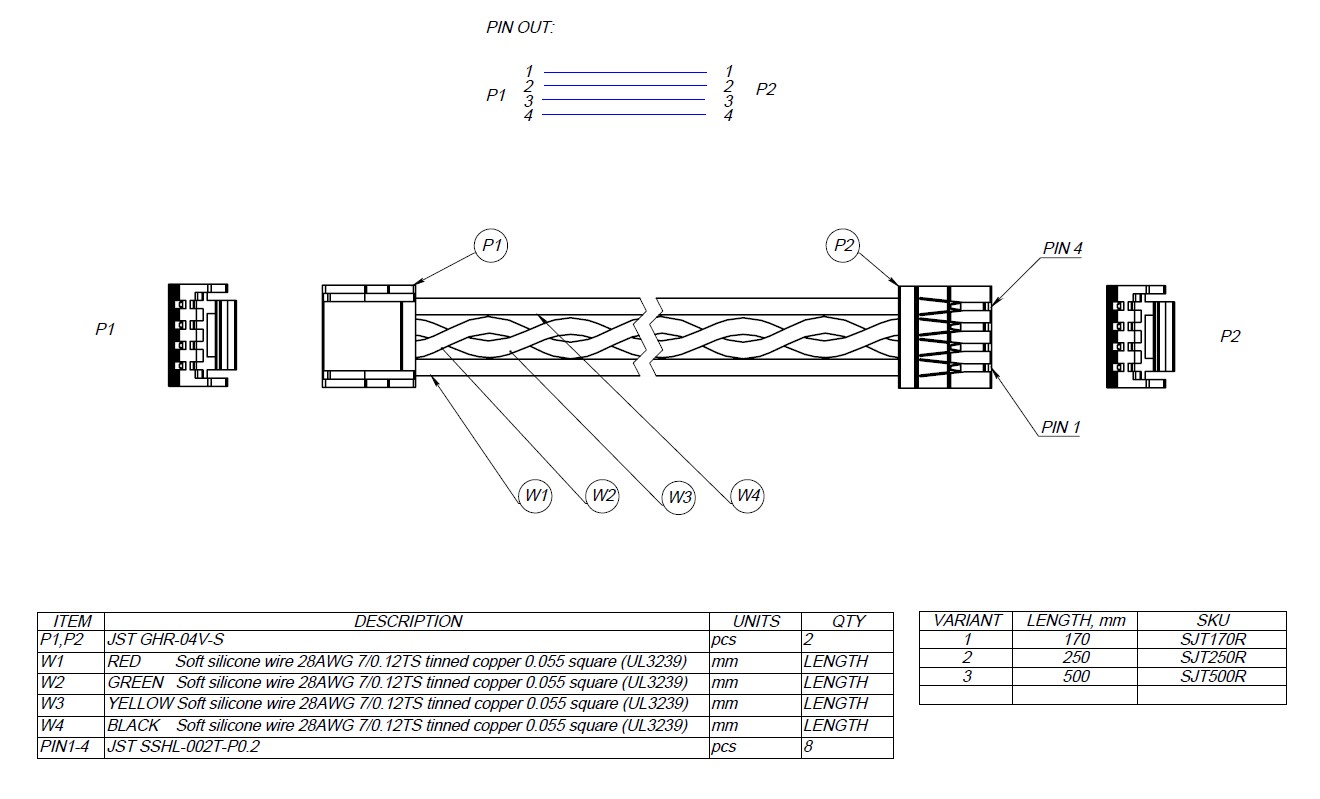 PIN OUT:
1 1
2 2
P1 P2
3 3
4 4
P1 P2 PIN 4
P1 P2
PIN 1
W1 W2 W3 W4
ITEM DESCRIPTION UNITS QTY
P1,P2 JST GHR-04V-S pcs 2
W1 RED Soft silicone wire 28AWG 7/0.12TS tinned copper 0.055 square (UL3239) mm LENGTH
W2 GREEN Soft silicone wire 28AWG 7/0.12TS tinned copper 0.055 square (UL3239) mm LENGTH
W3 YELLOW Soft silicone wire 28AWG 7/0.12TS tinned copper 0.055 square (UL3239) mm LENGTH
W4 BLACK Soft silicone wire 28AWG 7/0.12TS tinned copper 0.055 square (UL3239) mm LENGTH
PIN1-4 JST SSHL-002T-P0.2 pcs 8
VARIANT LENGTH, mm SKU
1 170 SJT170R
2 250 SJT250R
3 500 SJT500R